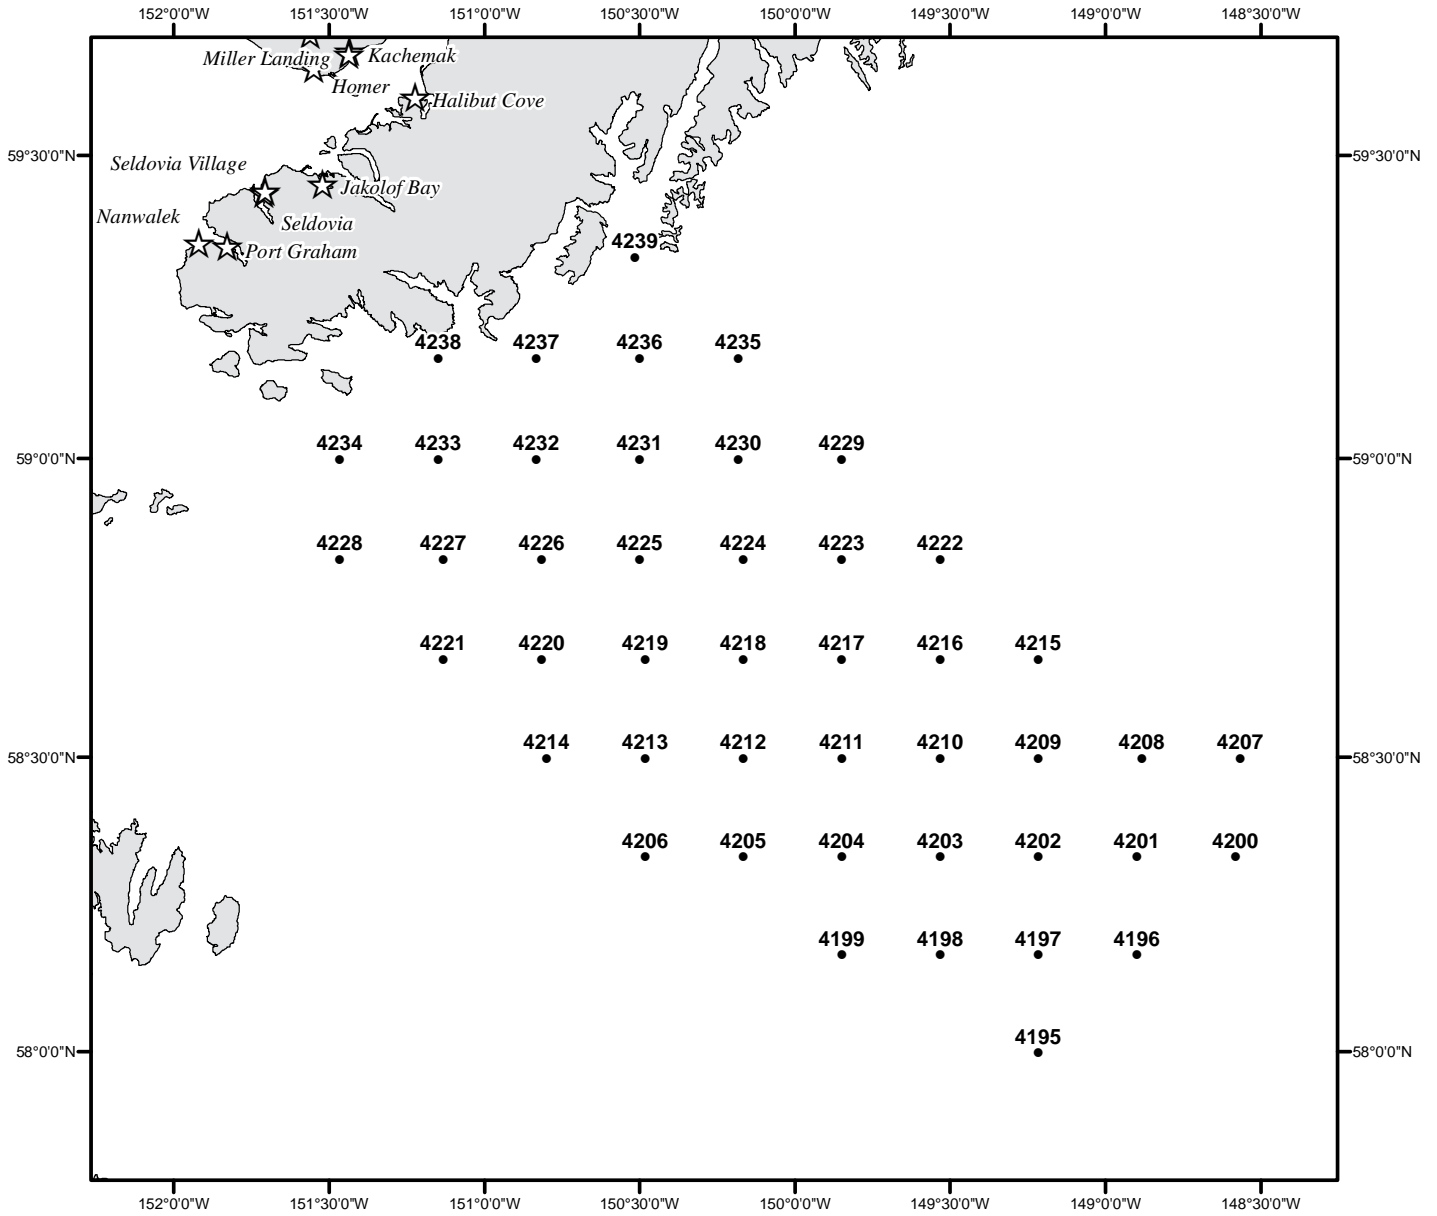 152°0'0"W 151°30'0"W 151°0'0"W 150°30'0"W 150°0'0"W 149°30'0"W 149°0'0"W 148°30'0"W
Miller Landing Kachemak
Homer
Halibut Cove
59°30'0"N 59°30'0"N
Seldovia Village
Jakolof Bay
Nanwalek
Seldovia
4239
Port Graham
4238 4237 4236 4235
4234 4233 4232 4231 4230 4229
59°0'0"N 59°0'0"N
4228 4227 4226 4225 4224 4223 4222
4221 4220 4219 4218 4217 4216 4215
4214 4213 4212 4211 4210 4209 4208 4207
58°30'0"N 58°30'0"N
4206 4205 4204 4203 4202 4201 4200
4199 4198 4197 4196
4195
58°0'0"N 58°0'0"N
152°0'0"W 151°30'0"W 151°0'0"W 150°30'0"W 150°0'0"W 149°30'0"W 149°0'0"W 148°30'0"W